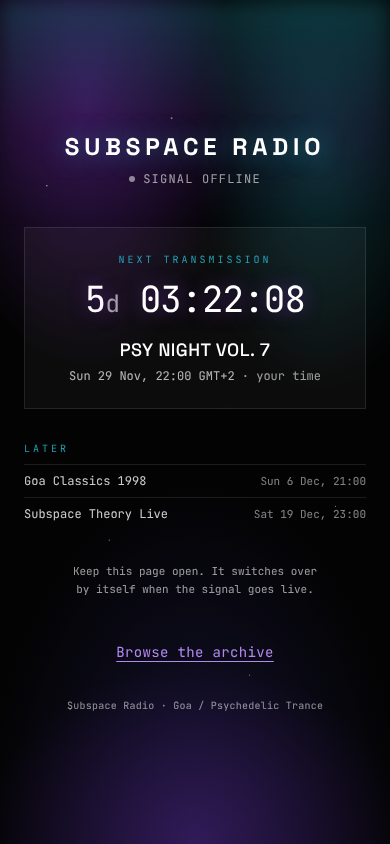 SUBSPACE RADIO
SIGNAL OFFLINE
NEXT TRANSMISSION
5d 03:22:08
PSY NIGHT VOL. 7
Sun 29 Nov, 22:00 GMT+2 · your time
LATER
Goa Classics 1998 Sun 6 Dec, 21:00
Subspace Theory Live Sat 19 Dec, 23:00
Keep this page open. It switches over
by itself when the signal goes live.
Browse the archive
Subspace Radio · Goa / Psychedelic Trance